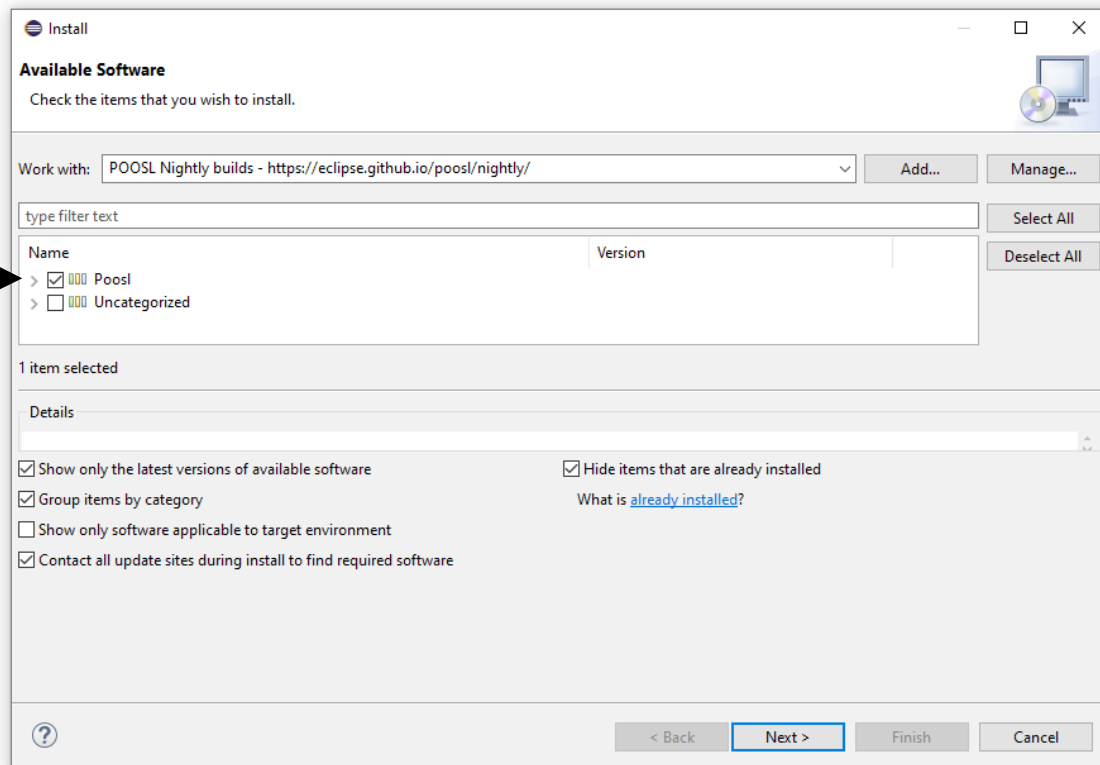 Install
Available Software
Check the items that you wish to install.
Work with: POOSL Nightly builds - https://eclipse.github.io/poosl/nightly/ Add... Manage...
type filter text Select All
Name Version Deselect All
Poosl
Uncategorized
1 item selected
Details
Show only the latest versions of available software Hide items that are already installed
Group items by category What is already installed?
Show only software applicable to target environment
Contact all update sites during install to find required software
? < Back Next > Finish Cancel